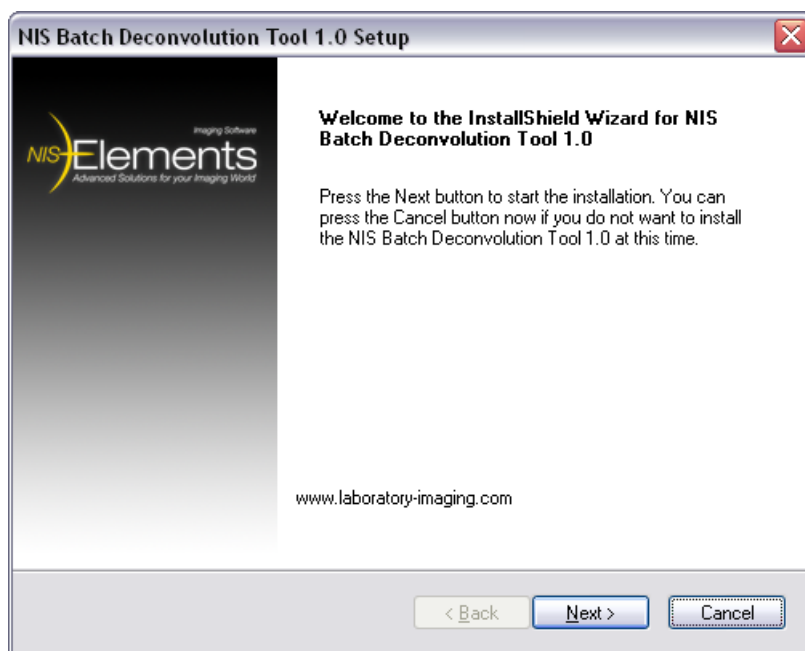 NIS Batch Deconvolution Tool 1.0 Setup
Imaging Software
NIS Elements
Advanced Solutions for your Imaging World
Welcome to the InstallShield Wizard for NIS
Batch Deconvolution Tool 1.0
Press the Next button to start the installation. You can
press the Cancel button now if you do not want to install
the NIS Batch Deconvolution Tool 1.0 at this time.
www.laboratory-imaging.com
< Back
Next >
Cancel